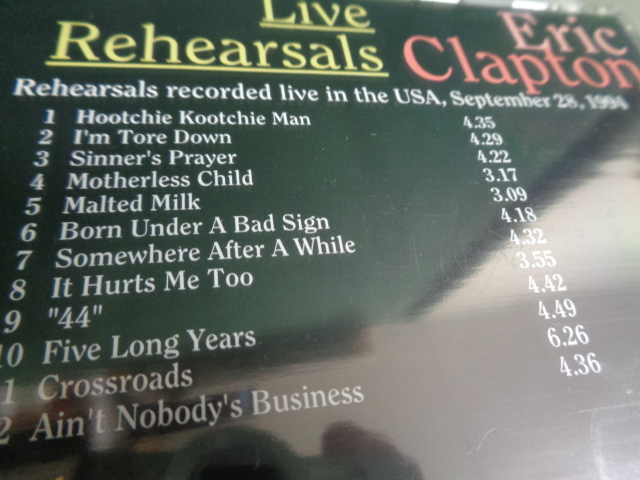 Live
Rehearsals
Eric
Clapton
Rehearsals recorded live in the USA, September 28, 1994
1 Hootchie Kootchie Man 4.35
2 I'm Tore Down 4.29
3 Sinner's Prayer 4.22
4 Motherless Child 3.17
5 Malted Milk 3.09
6 Born Under A Bad Sign 4.18
7 Somewhere After A While 4.32
8 It Hurts Me Too 3.55
9 "44" 4.42
10 Five Long Years 4.49
1 Crossroads 6.26
2 Ain't Nobody's Business 4.36